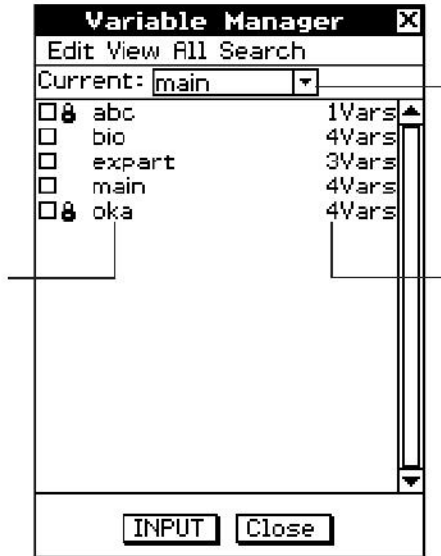 Variable Manager
Edit View All Search
Current: main
abc 1Vars
bio 4Vars
expart 3Vars
main 4Vars
oka 4Vars
INPUT Close